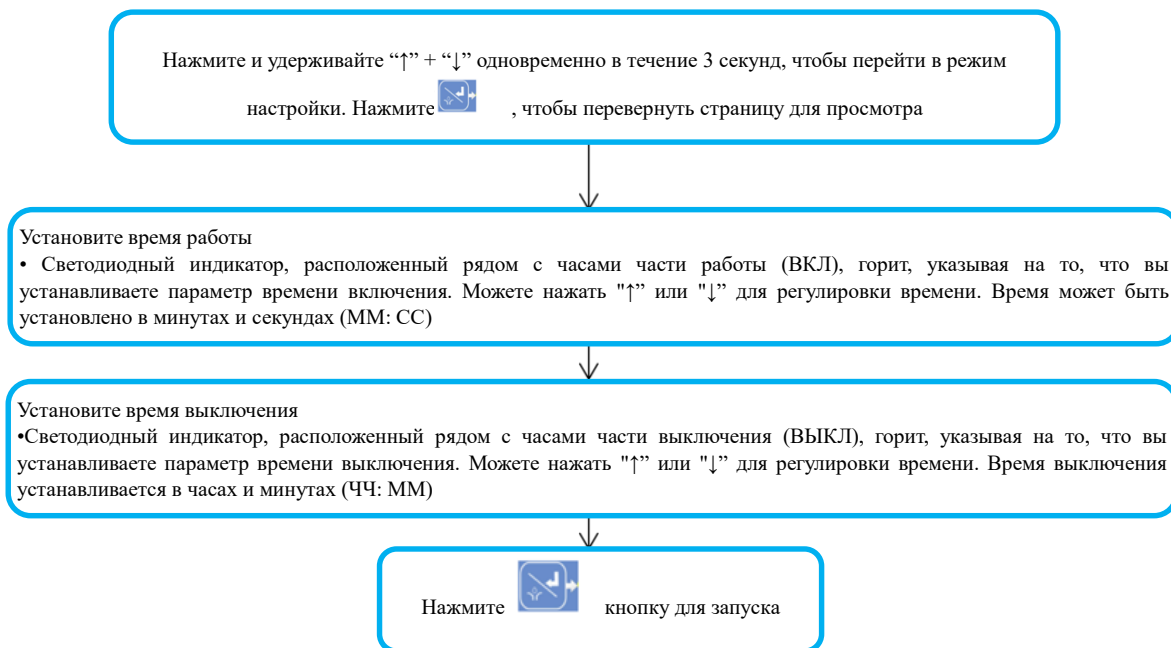 Нажмите и удерживайте “↑” + “↓” одновременно в течение 3 секунд, чтобы перейти в режим
настройки. Нажмите , чтобы перевернуть страницу для просмотра
Установите время работы
• Светодиодный индикатор, расположенный рядом с часами части работы (ВКЛ), горит, указывая на то, что вы
устанавливаете параметр времени включения. Можете нажать "↑” или "↓” для регулировки времени. Время может быть
установлено в минутах и секундах (ММ: СС)
Установите время выключения
•Светодиодный индикатор, расположенный рядом с часами части выключения (ВЫКЛ), горит, указывая на то, что вы
устанавливаете параметр времени выключения. Можете нажать "↑” или "↓” для регулировки времени. Время выключения
устанавливается в часах и минутах (ЧЧ: ММ)
Нажмите кнопку для запуска